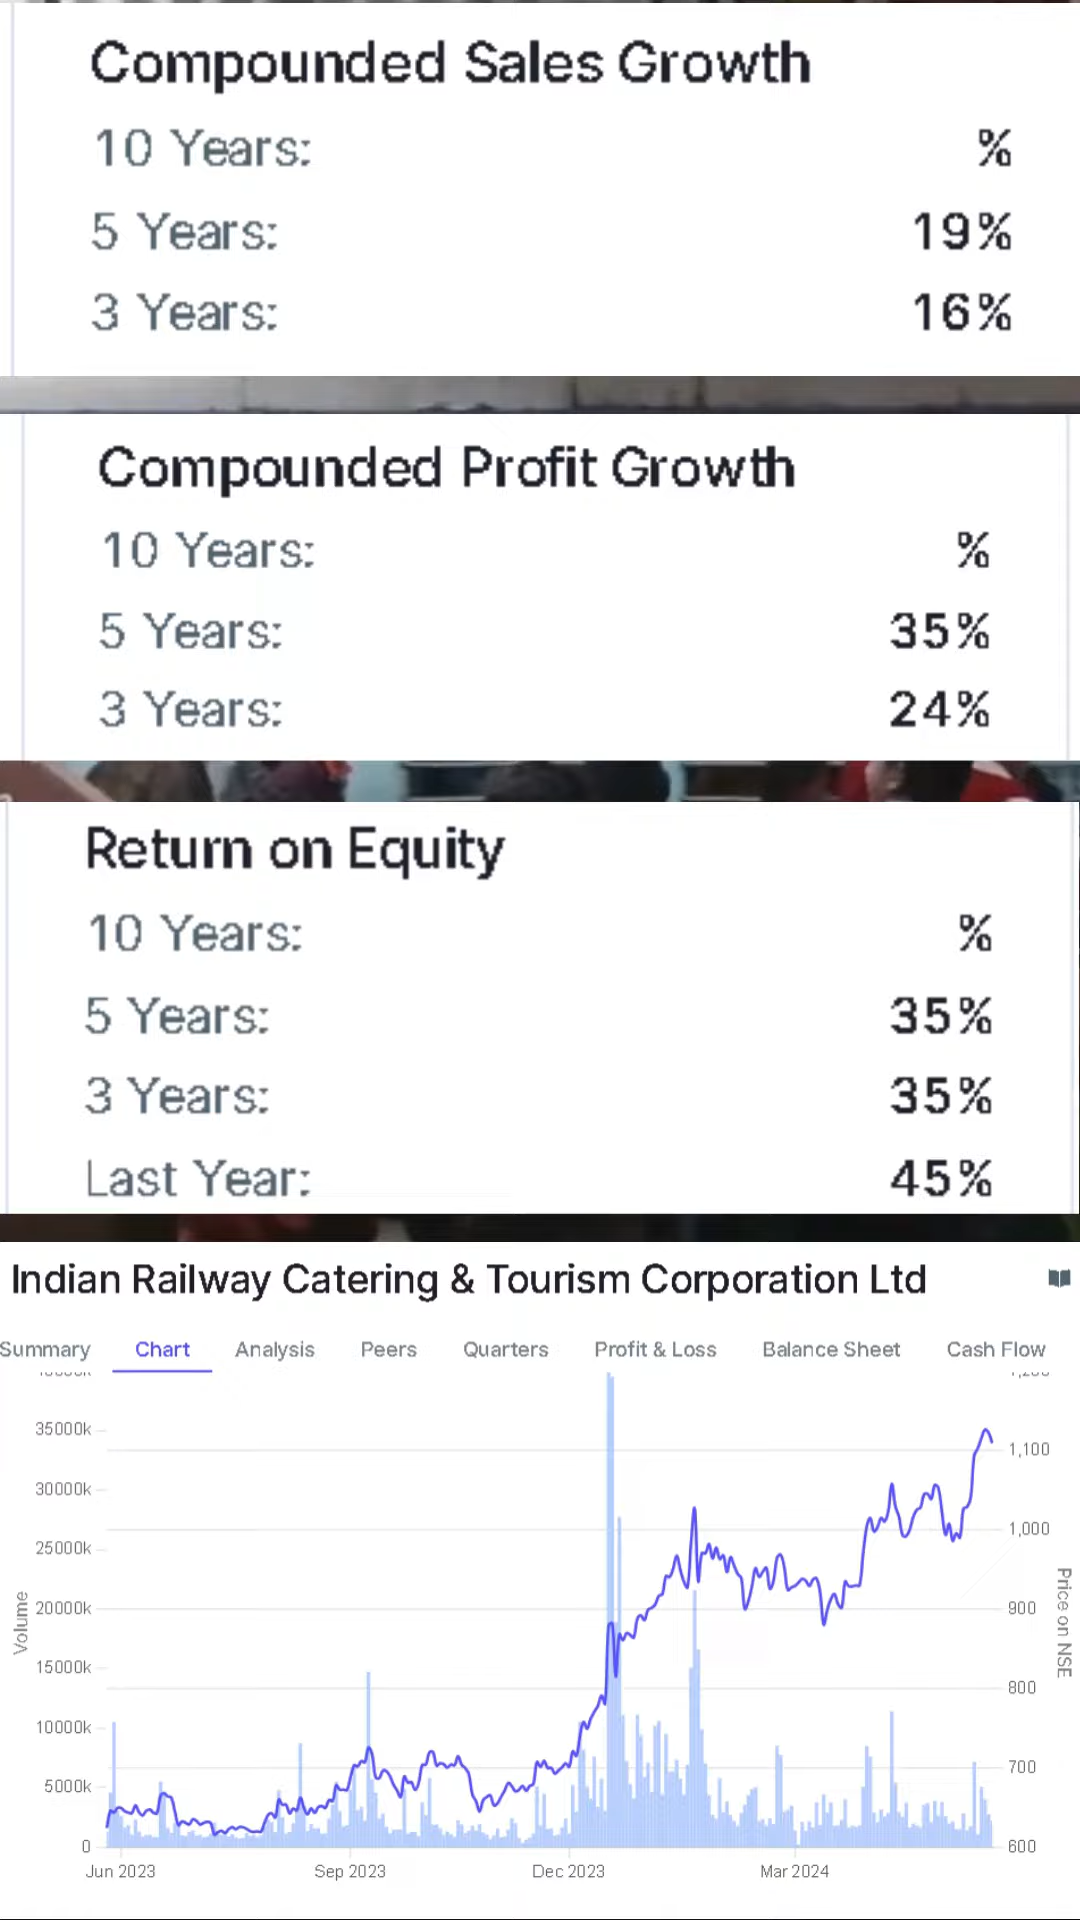 Compounded Sales Growth
10 Years: %
5 Years: 19%
3 Years: 16%
Compounded Profit Growth
10 Years: %
5 Years: 35%
3 Years: 24%
Return on Equity
10 Years: %
5 Years: 35%
3 Years: 35%
Last Year: 45%
Indian Railway Catering & Tourism Corporation Ltd
Summary Chart Analysis Peers Quarters Profit & Loss Balance Sheet Cash Flow
35000k 1,100
30000k 1,000
25000k
20000k 900
15000k 800
10000k 700
5000k
0 600
Volume
Price on NSE
Jun 2023 Sep 2023 Dec 2023 Mar 2024